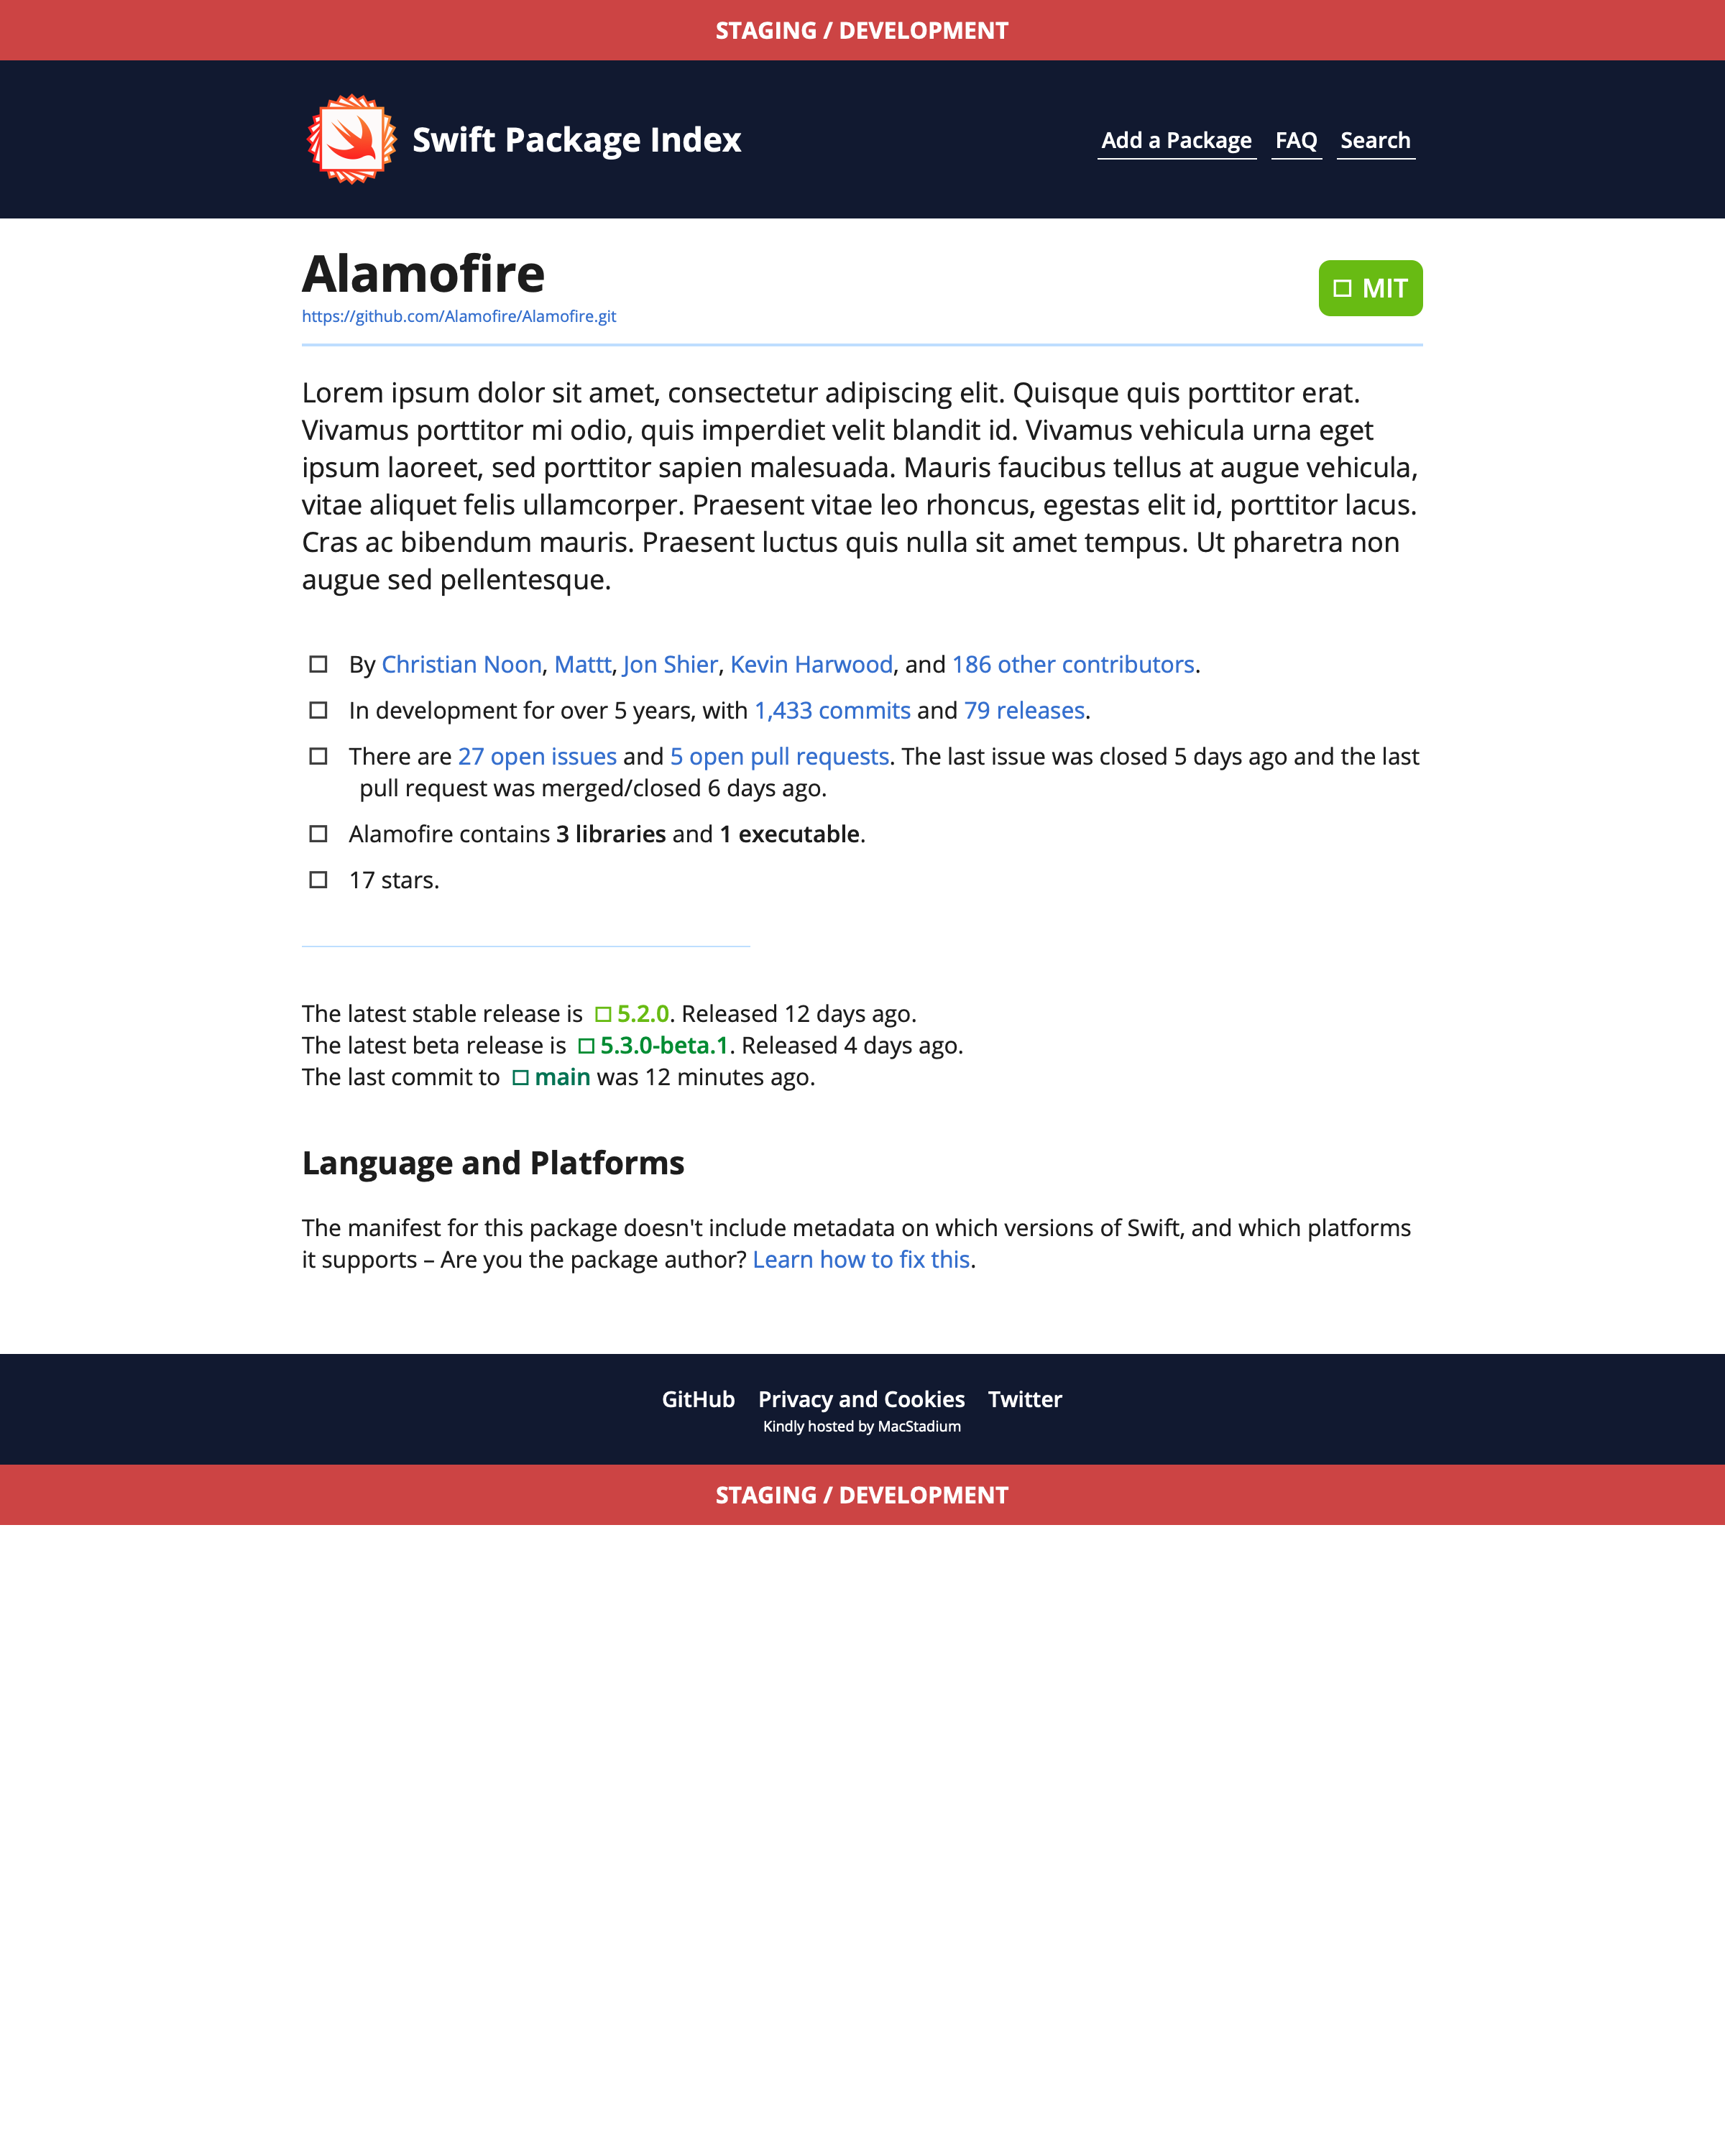 STAGING / DEVELOPMENT
Swift Package Index
Add a Package FAQ Search
Alamofire
MIT
https://github.com/Alamofire/Alamofire.git
Lorem ipsum dolor sit amet, consectetur adipiscing elit. Quisque quis porttitor erat.
Vivamus porttitor mi odio, quis imperdiet velit blandit id. Vivamus vehicula urna eget
ipsum laoreet, sed porttitor sapien malesuada. Mauris faucibus tellus at augue vehicula,
vitae aliquet felis ullamcorper. Praesent vitae leo rhoncus, egestas elit id, porttitor lacus.
Cras ac bibendum mauris. Praesent luctus quis nulla sit amet tempus. Ut pharetra non
augue sed pellentesque.
By Christian Noon, Mattt, Jon Shier, Kevin Harwood, and 186 other contributors.
In development for over 5 years, with 1,433 commits and 79 releases.
There are 27 open issues and 5 open pull requests. The last issue was closed 5 days ago and the last
pull request was merged/closed 6 days ago.
Alamofire contains 3 libraries and 1 executable.
17 stars.
The latest stable release is 5.2.0. Released 12 days ago.
The latest beta release is 5.3.0-beta.1. Released 4 days ago.
The last commit to main was 12 minutes ago.
Language and Platforms
The manifest for this package doesn't include metadata on which versions of Swift, and which platforms
it supports – Are you the package author? Learn how to fix this.
GitHub Privacy and Cookies Twitter
Kindly hosted by MacStadium
STAGING / DEVELOPMENT